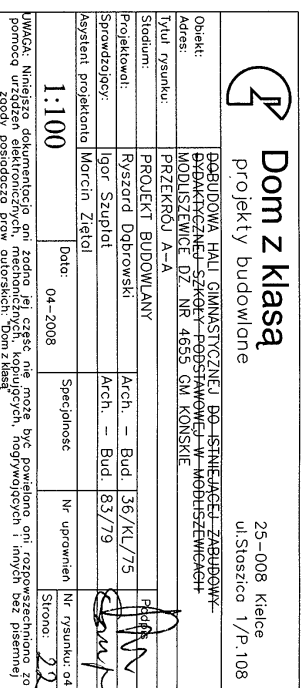 Dom z klasą
projekty budowlane
25-008 Kielce
ul.Staszica 1/P.108
Obiekt:
Adres:
DOBUDOWA HALI GIMNASTYCZNEJ DO ISTNIEJĄCEJ ZABUDOWY
DYDAKTYCZNEJ SZKOŁY PODSTAWOWEJ W MODLISZEWICACH
MODLISZEWICE DZ. NR 4655 GM KOŃSKIE
Tytuł rysunku: PRZEKRÓJ A-A
Stadium: PROJEKT BUDOWLANY Podpis
Projektował: Ryszard Dąbrowski Arch. - Bud. 36/KL/75
Sprawdzający: Igor Szupłat Arch. - Bud. 83/79
Asystent projektanta Marcin Ziętal
1:100 Data: 04-2008 Specjalność Nr uprawnien Nr rysunku: a4
Strona: 22
UWAGA: Niniejsza dokumentacja ani żadna jej część nie może być powielana ani rozpowszechniana za
pomocą urządzeń elektronicznych, mechanicznych, kopiujących, nagrywających i innych bez pisemnej
zgody posiadacza praw autorskich: "Dom z klasą"